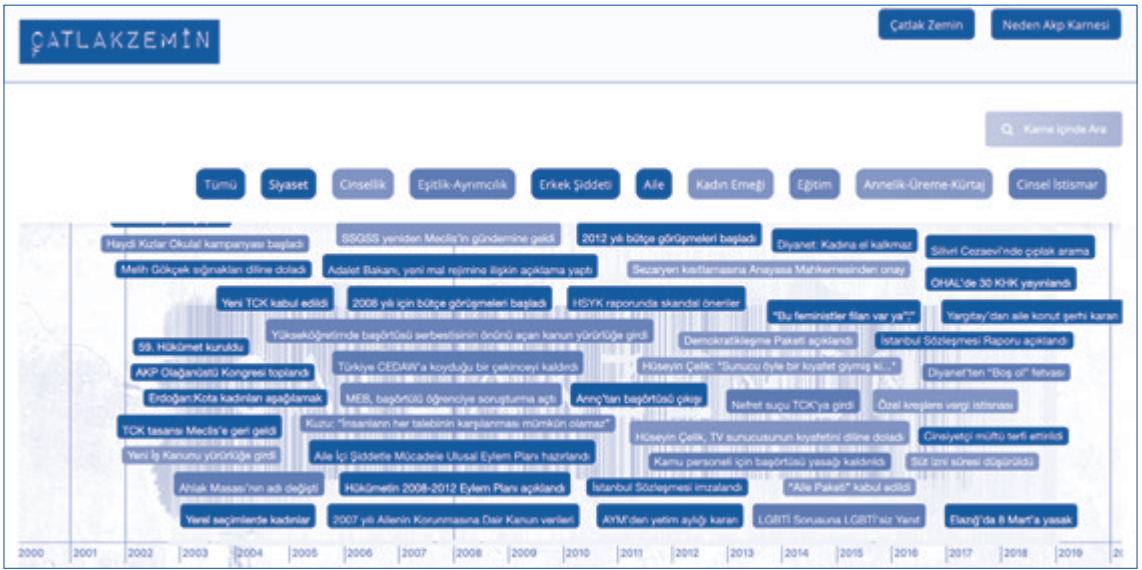 ÇATLAKZEMİN
Çatlak Zemin Neden Akp Karnesi
Karne İçinde Ara
Tümü Siyaset Cinsellik Eşitlik-Ayrımcılık Erkek Şiddeti Aile Kadın Emeği Eğitim Annelik-Üreme-Kürtaj Cinsel İstismar
Haydi Kızlar Okula! kampanyası başladı
SSGSS yeniden Meclis'in gündemine geldi
2012 yılı bütçe görüşmeleri başladı
Diyanet: Kadına el kalkmaz
Silivri Cezaevi'nde çıplak arama
Melih Gökçek sığınakları diline doladı
Adalet Bakanı, yeni mal rejimine ilişkin açıklama yaptı
Sezaryen kısıtlamasına Anayasa Mahkemesinden onay
OHAL'de 30 KHK yayınlandı
Yeni TCK kabul edildi
2008 yılı için bütçe görüşmeleri başladı
HSYK raporunda skandal öneriler
"Bu feministler filan var ya":"
Yargıtay'dan aile konut şerhi kararı
Yükseköğretimde başörtüsü serbestisinin önünü açan kanun yürürlüğe girdi
Demokratikleşme Paketi açıklandı
İstanbul Sözleşmesi Raporu açıklandı
59. Hükümet kuruldu
Türkiye CEDAW'a koyduğu bir çekinceyi kaldırdı
Hüseyin Çelik: "Sunucu öyle bir kıyafet giymiş ki..."
Diyanet'ten "Boş ol" fetvası
AKP Olağanüstü Kongresi toplandı
Erdoğan:Kota kadınları aşağılamak
MEB, başörtülü öğrenciye soruşturma açtı
Arınç'tan başörtüsü çıkışı
Nefret suçu TCK'ya girdi
Özel kreşlere vergi istisnası
TCK tasarısı Meclis'e geri geldi
Kuzu: "İnsanların her talebinin karşılanması mümkün olamaz"
Hüseyin Çelik, TV sunucusunun kıyafetini diline doladı
Cinsiyetçi müftü terfi ettirildi
Yeni İş Kanunu yürürlüğe girdi
Aile İçi Şiddetle Mücadele Ulusal Eylem Planı hazırlandı
Kamu personeli için başörtüsü yasağı kaldırıldı
Süt izni süresi düşürüldü
Ahlak Masası'nın adı değişti
Hükümetin 2008-2012 Eylem Planı açıklandı
İstanbul Sözleşmesi imzalandı
"Aile Paketi" kabul edildi
Yerel seçimlerde kadınlar
2007 yılı Ailenin Korunmasına Dair Kanun verileri
AYM'den yetim aylığı kararı
LGBTİ Sorusuna LGBTİ'siz Yanıt
Elazığ'da 8 Mart'a yasak
2000 2001 2002 2003 2004 2005 2006 2007 2008 2009 2010 2011 2012 2013 2014 2015 2016 2017 2018 2019